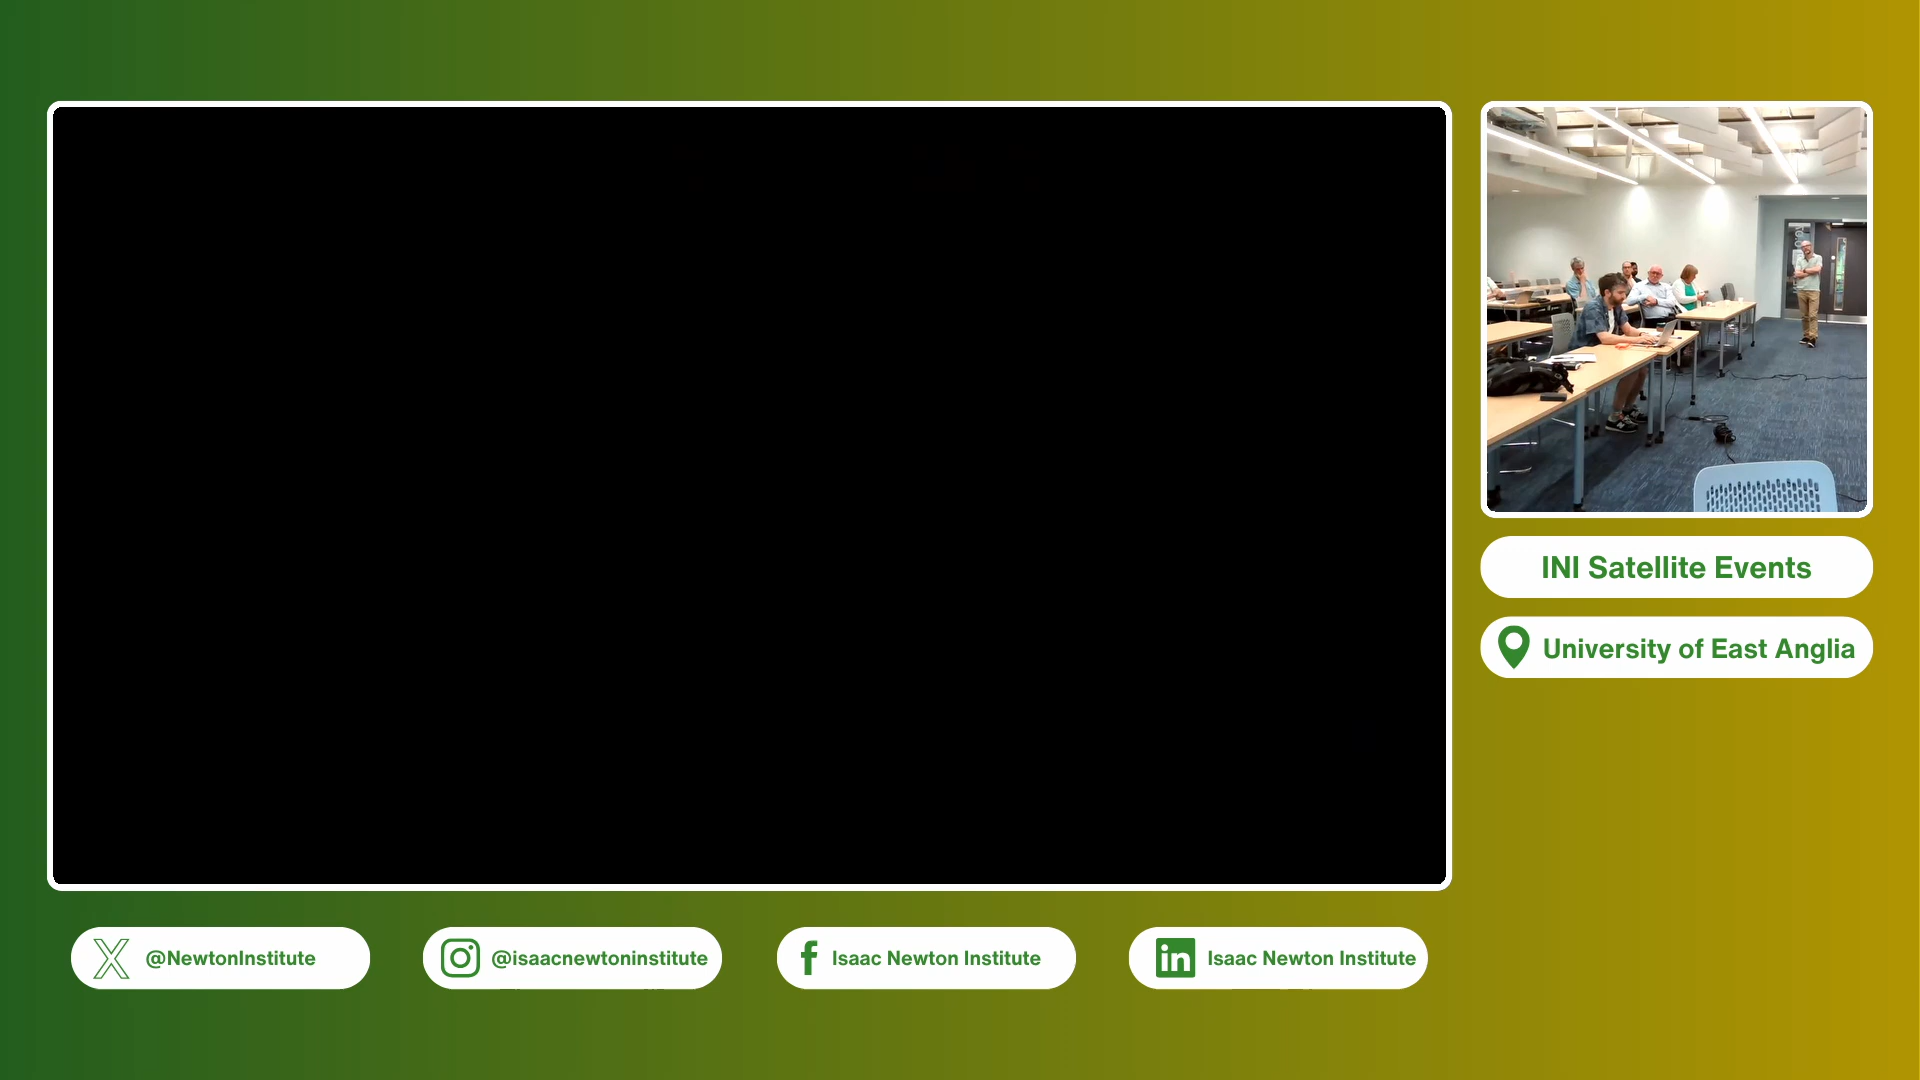 INI Satellite Events
University of East Anglia
@NewtonInstitute
@isaacnewtoninstitute
Isaac Newton Institute
Isaac Newton Institute